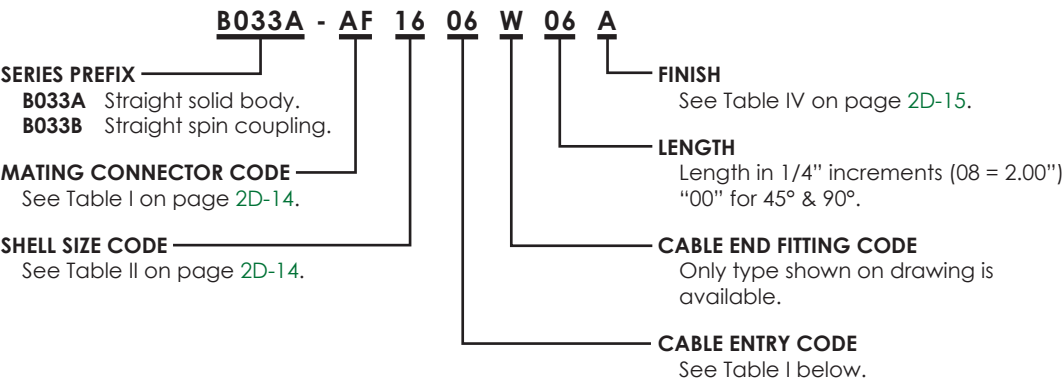 B033A - AF 16 06 W 06 A
SERIES PREFIX
B033A Straight solid body.
B033B Straight spin coupling.
MATING CONNECTOR CODE
See Table I on page 2D-14.
SHELL SIZE CODE
See Table II on page 2D-14.
FINISH
See Table IV on page 2D-15.
LENGTH
Length in 1/4” increments (08 = 2.00”)
“00” for 45° & 90°.
CABLE END FITTING CODE
Only type shown on drawing is
available.
CABLE ENTRY CODE
See Table I below.